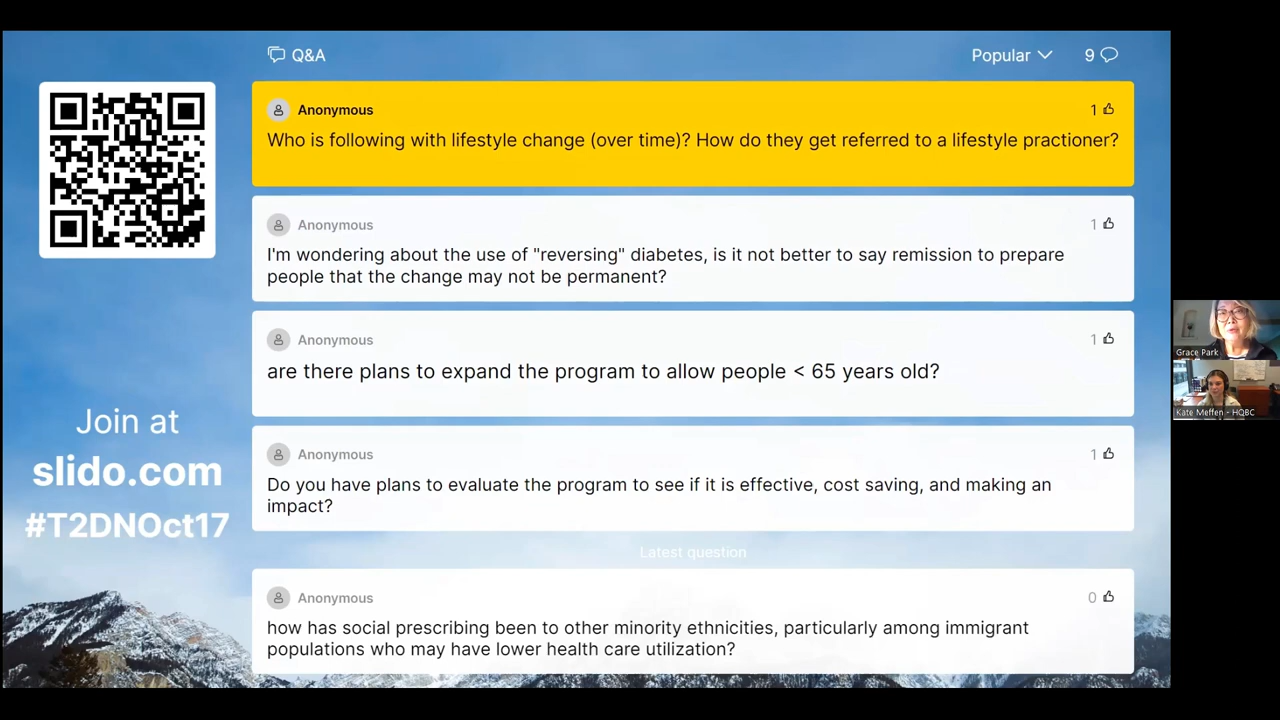 Q&A
Popular
9
Anonymous
1
Who is following with lifestyle change (over time)? How do they get referred to a lifestyle practioner?
Anonymous
1
I'm wondering about the use of "reversing" diabetes, is it not better to say remission to prepare
people that the change may not be permanent?
Anonymous
1
are there plans to expand the program to allow people < 65 years old?
Anonymous
1
Do you have plans to evaluate the program to see if it is effective, cost saving, and making an
impact?
Latest question
Anonymous
0
how has social prescribing been to other minority ethnicities, particularly among immigrant
populations who may have lower health care utilization?
Join at
slido.com
#T2DNOct17
Grace Park
Kate Meffen - HQBC